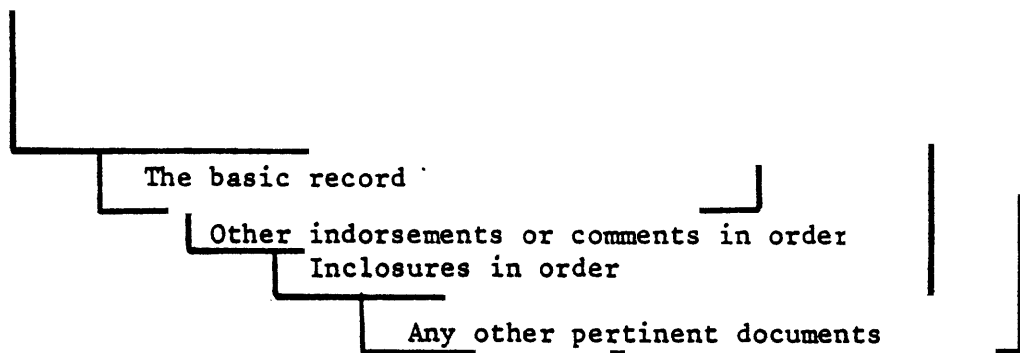 The basic record
Other indorsements or comments in order
Inclosures in order
Any other pertinent documents